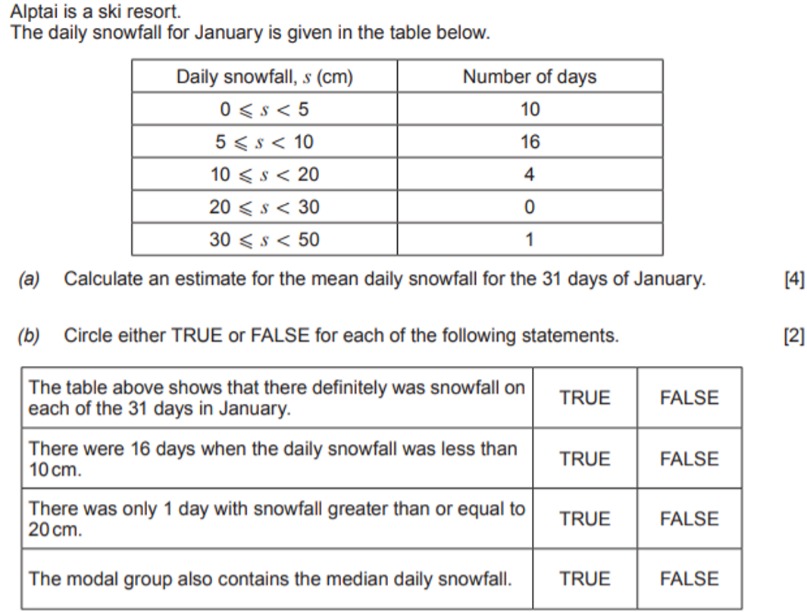 Alptai is a ski resort.
The daily snowfall for January is given in the table below.
Daily snowfall, s (cm) Number of days
0 ⩽ s < 5 10
5 ⩽ s < 10 16
10 ⩽ s < 20 4
20 ⩽ s < 30 0
30 ⩽ s < 50 1
(a) Calculate an estimate for the mean daily snowfall for the 31 days of January. [4]
(b) Circle either TRUE or FALSE for each of the following statements. [2]
The table above shows that there definitely was snowfall on
each of the 31 days in January. TRUE FALSE
There were 16 days when the daily snowfall was less than
10 cm. TRUE FALSE
There was only 1 day with snowfall greater than or equal to
20 cm. TRUE FALSE
The modal group also contains the median daily snowfall. TRUE FALSE